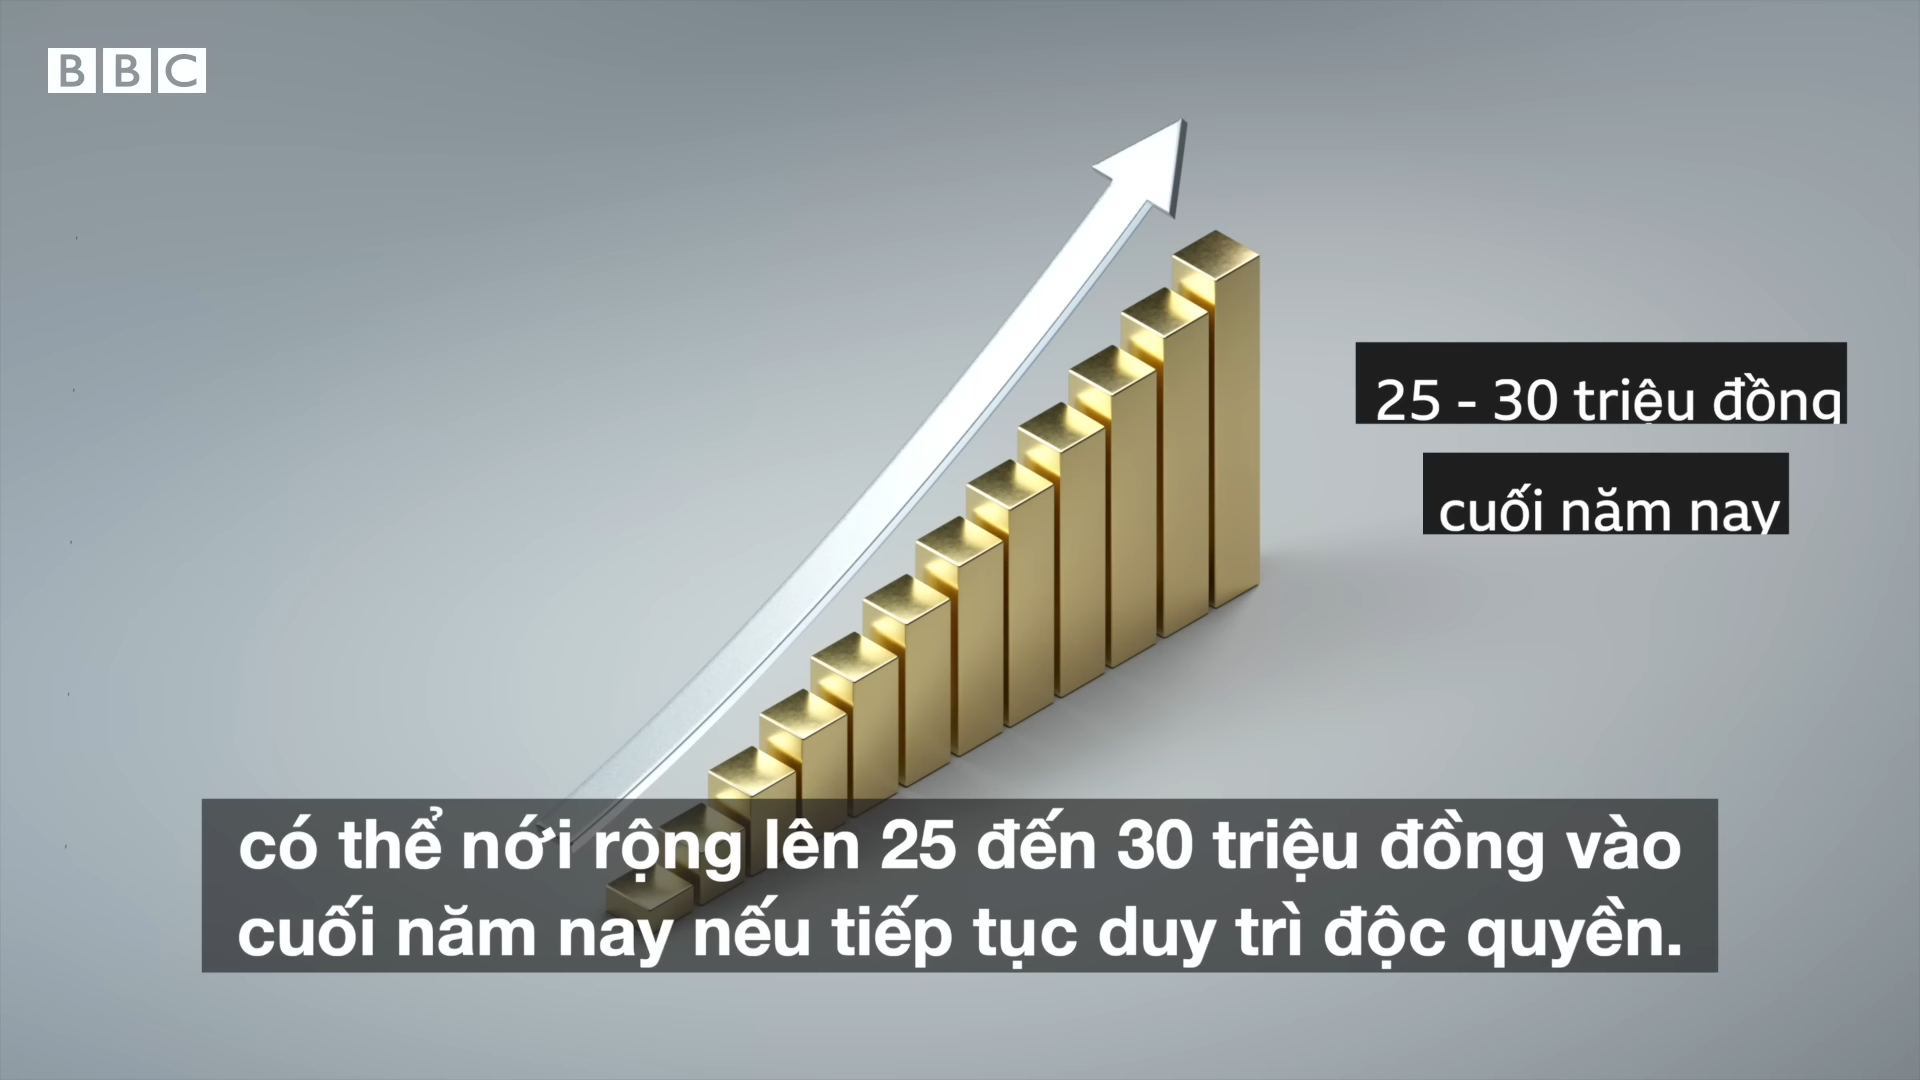 BBC
25 - 30 triệu đồng
cuối năm nay
có thể nới rộng lên 25 đến 30 triệu đồng vào
cuối năm nay nếu tiếp tục duy trì độc quyền.